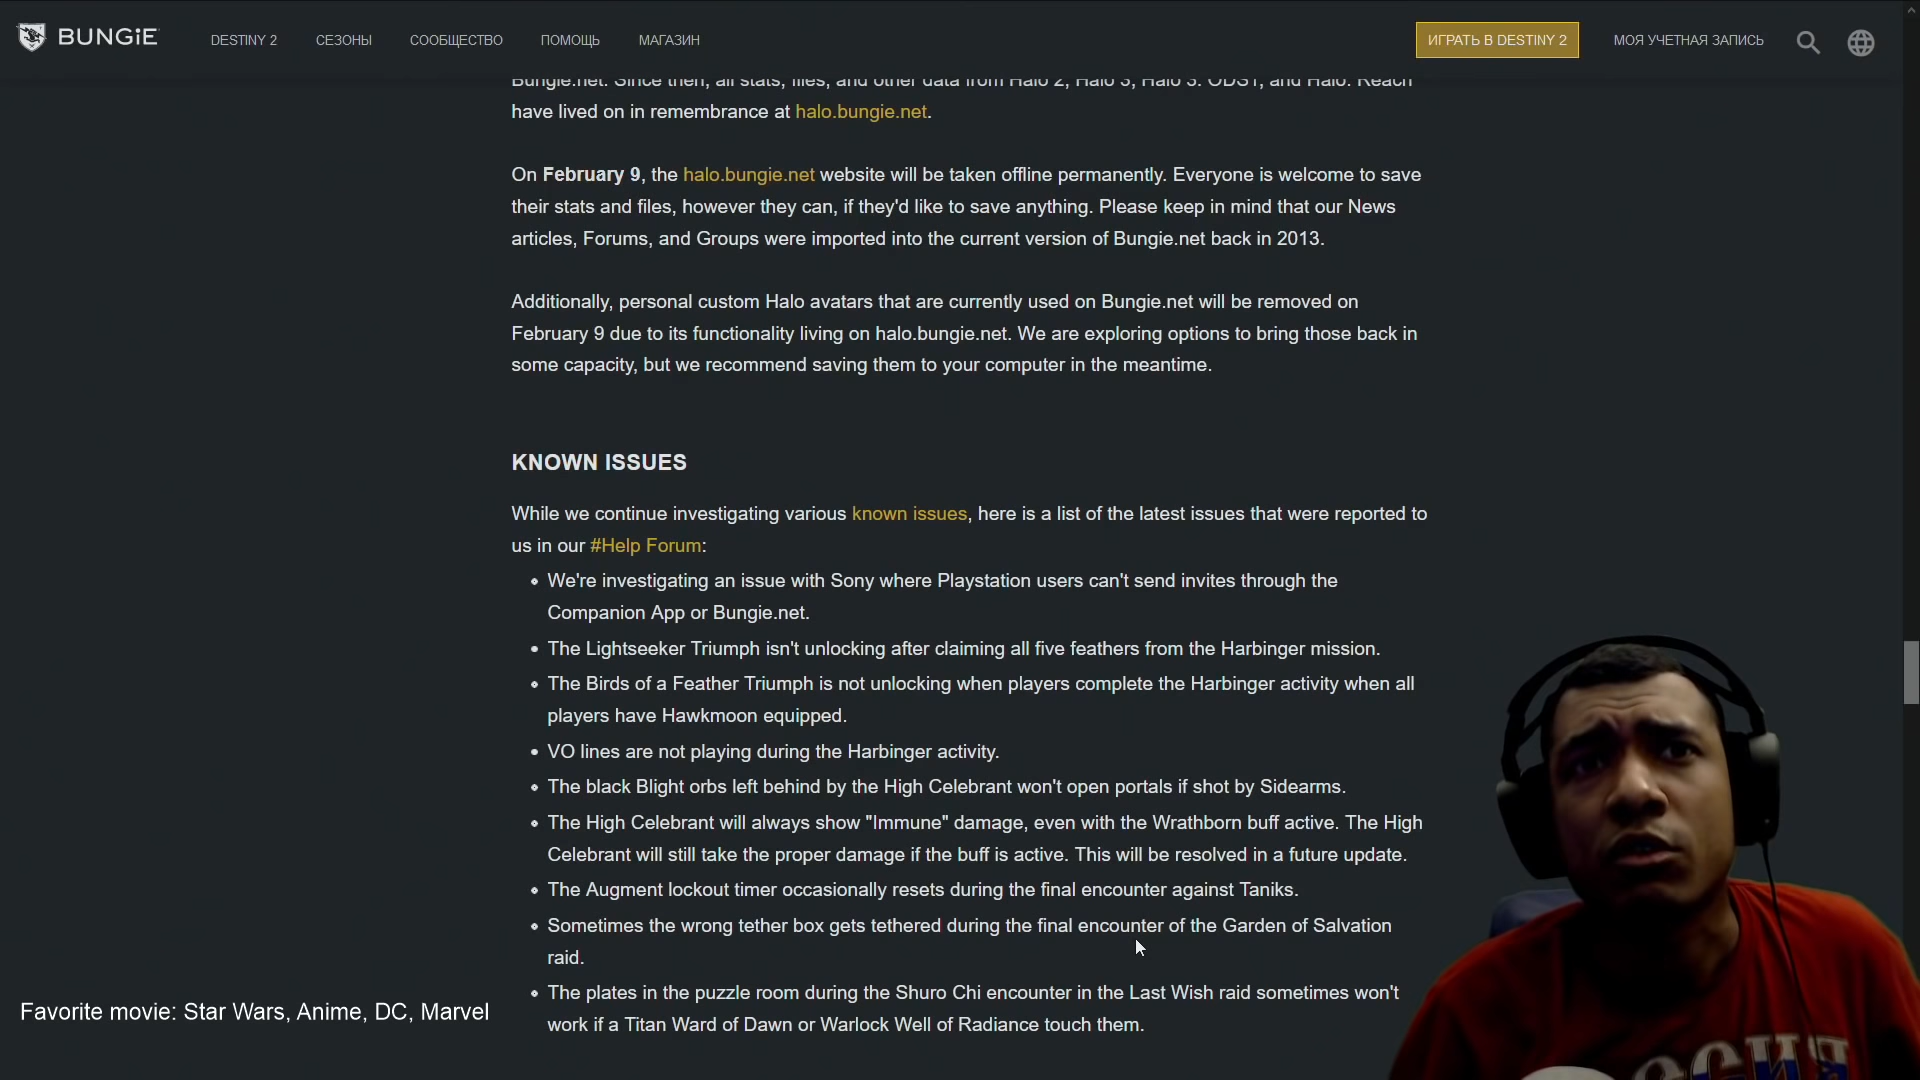 BUNGiE
DESTINY 2 СЕЗОНЫ СООБЩЕСТВО ПОМОЩЬ МАГАЗИН
ИГРАТЬ В DESTINY 2 МОЯ УЧЕТНАЯ ЗАПИСЬ
Bungie.net. Since then, all stats, files, and other data from Halo 2, Halo 3, Halo 3: ODST, and Halo: Reach
have lived on in remembrance at halo.bungie.net.
On February 9, the halo.bungie.net website will be taken offline permanently. Everyone is welcome to save
their stats and files, however they can, if they'd like to save anything. Please keep in mind that our News
articles, Forums, and Groups were imported into the current version of Bungie.net back in 2013.
Additionally, personal custom Halo avatars that are currently used on Bungie.net will be removed on
February 9 due to its functionality living on halo.bungie.net. We are exploring options to bring those back in
some capacity, but we recommend saving them to your computer in the meantime.
KNOWN ISSUES
While we continue investigating various known issues, here is a list of the latest issues that were reported to
us in our #Help Forum:
• We're investigating an issue with Sony where Playstation users can't send invites through the
Companion App or Bungie.net.
• The Lightseeker Triumph isn't unlocking after claiming all five feathers from the Harbinger mission.
• The Birds of a Feather Triumph is not unlocking when players complete the Harbinger activity when all
players have Hawkmoon equipped.
• VO lines are not playing during the Harbinger activity.
• The black Blight orbs left behind by the High Celebrant won't open portals if shot by Sidearms.
• The High Celebrant will always show "Immune" damage, even with the Wrathborn buff active. The High
Celebrant will still take the proper damage if the buff is active. This will be resolved in a future update.
• The Augment lockout timer occasionally resets during the final encounter against Taniks.
• Sometimes the wrong tether box gets tethered during the final encounter of the Garden of Salvation
raid.
• The plates in the puzzle room during the Shuro Chi encounter in the Last Wish raid sometimes won't
work if a Titan Ward of Dawn or Warlock Well of Radiance touch them.
Favorite movie: Star Wars, Anime, DC, Marvel